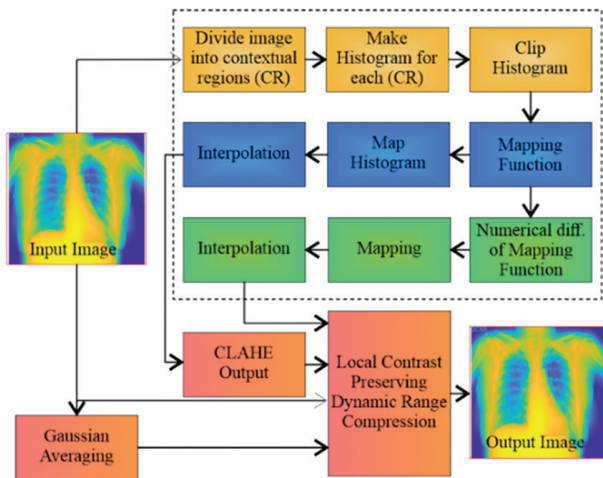 Divide image
into contextual
regions (CR)
Make
Histogram for
each (CR)
Clip
Histogram
Interpolation
Map
Histogram
Mapping
Function
Input Image
Interpolation
Mapping
Numerical diff.
of Mapping
Function
CLAHE
Output
Local Contrast
Preserving
Dynamic Range
Compression
Gaussian
Averaging
Output Image